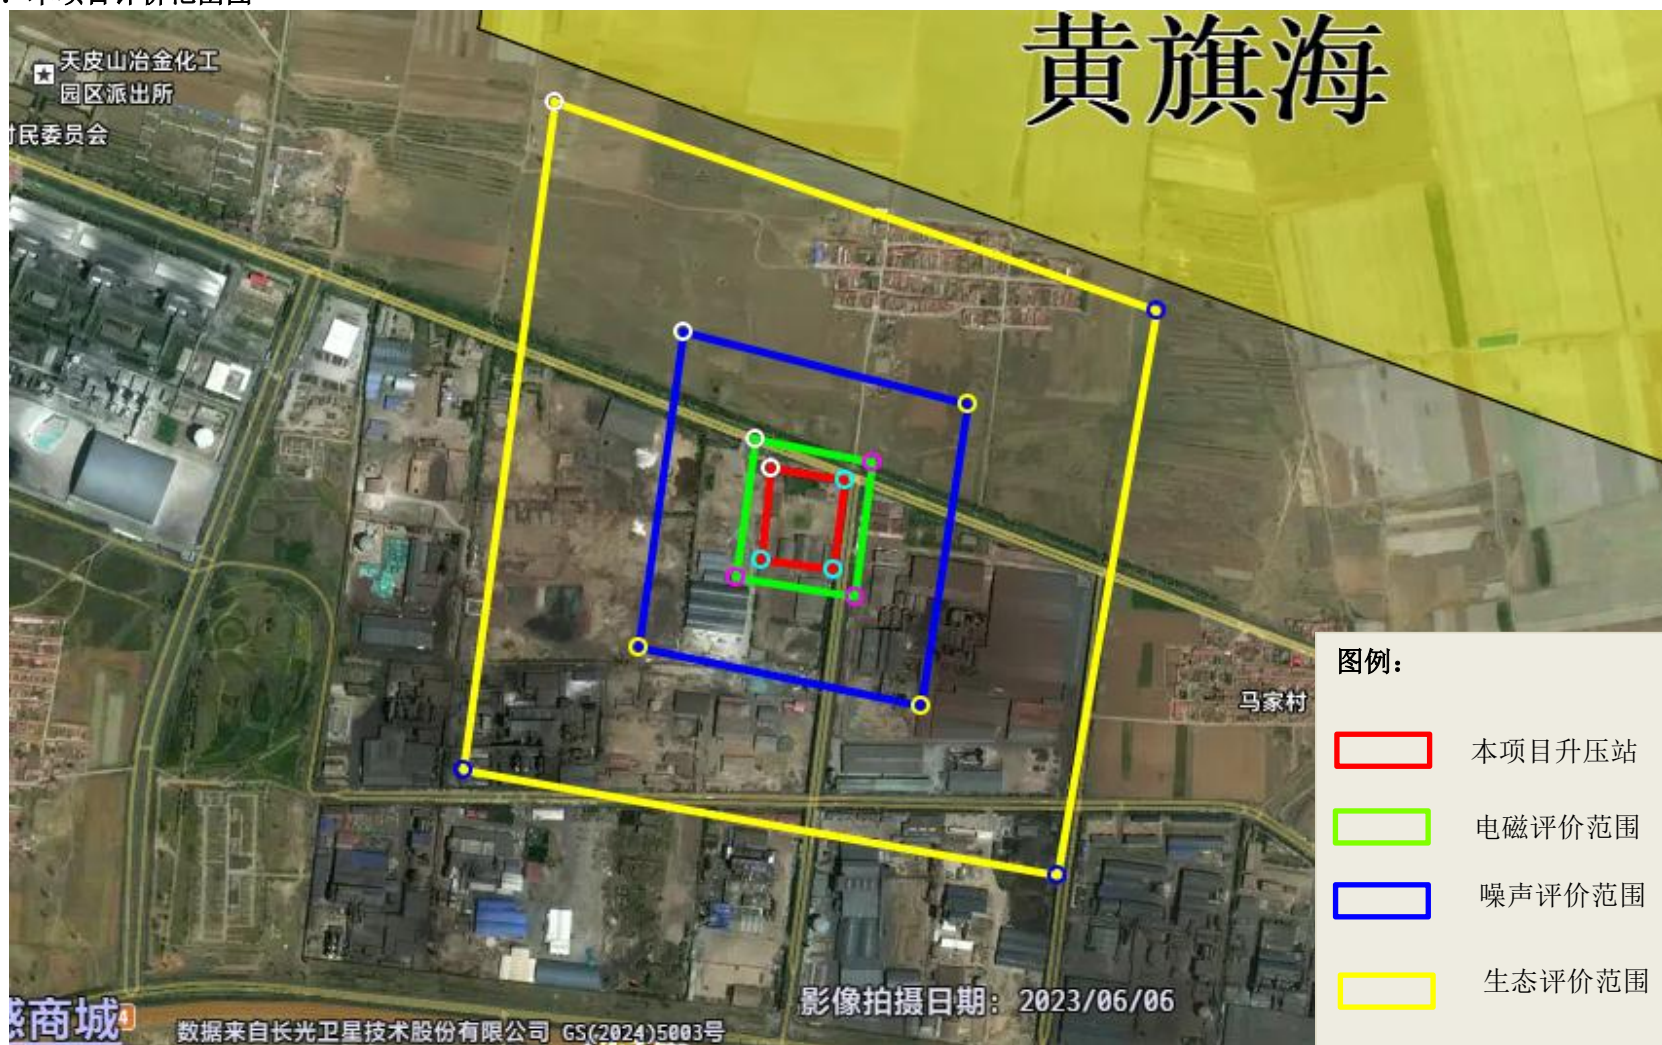 黄旗海
天皮山冶金化工
园区派出所
村民委员会
马家村
图例：
本项目升压站
电磁评价范围
噪声评价范围
生态评价范围
影像拍摄日期：2023/06/06
商城
数据来自长光卫星技术股份有限公司 GS(2024)5003号